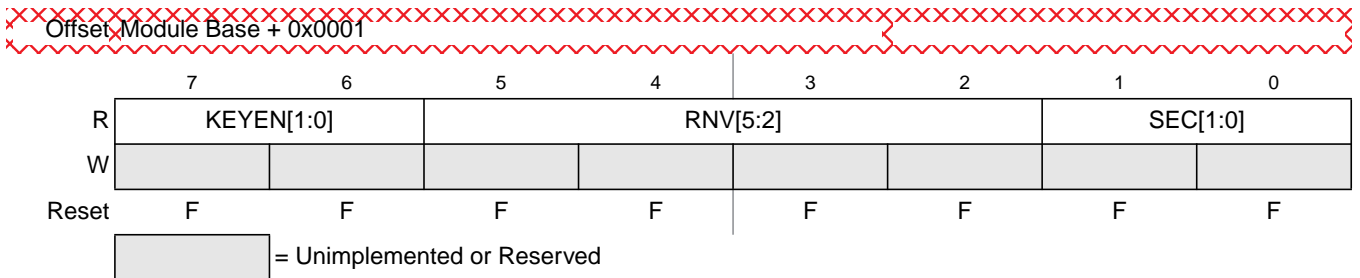 Offset Module Base + 0x0001
7 6 5 4 3 2 1 0
R KEYEN[1:0] RNV[5:2] SEC[1:0]
W
Reset F F F F F F F F
= Unimplemented or Reserved